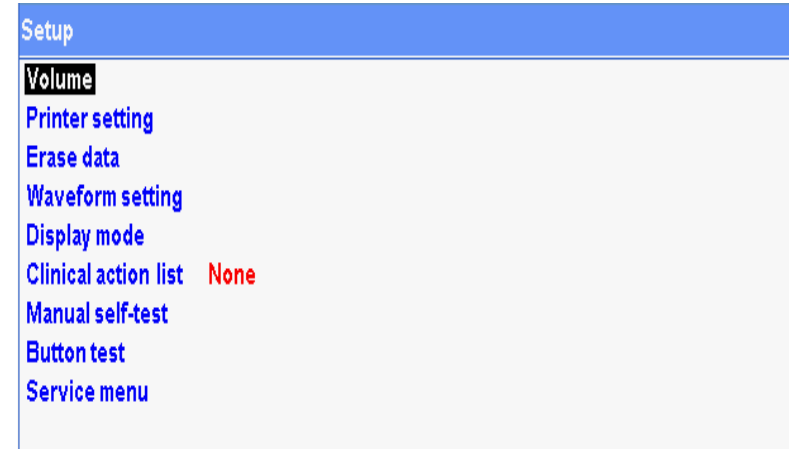 Setup
Volume
Printer setting
Erase data
Waveform setting
Display mode
Clinical action list None
Manual self-test
Button test
Service menu